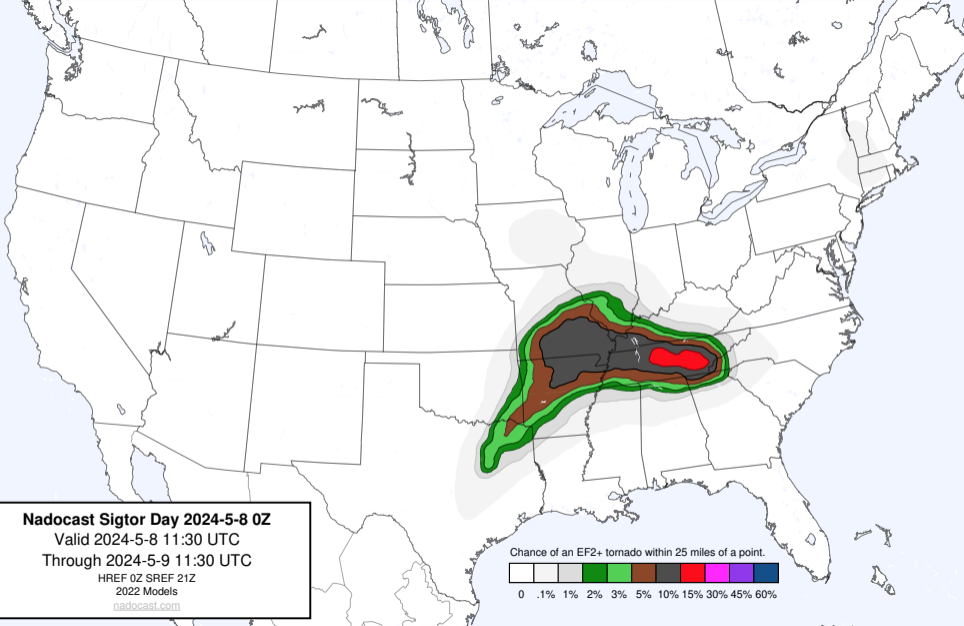 Nadocast Sigtor Day 2024-5-8 0Z
Valid 2024-5-8 11:30 UTC
Through 2024-5-9 11:30 UTC
HREF 0Z SREF 21Z
2022 Models
nadocast.com
Chance of an EF2+ tornado within 25 miles of a point.
0 .1% 1% 2% 3% 5% 10% 15% 30% 45% 60%